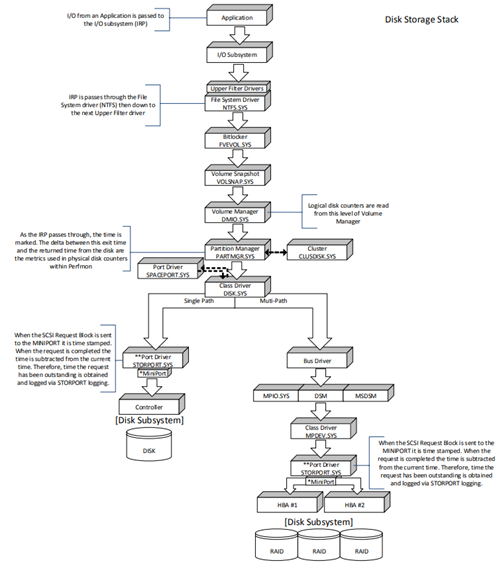 Disk Storage Stack
I/O from an Application is passed to
the I/O subsystem (IRP)
Application
I/O Subsystem
Upper Filter Drivers
File System Driver
NTFS.SYS
IRP is passes through the File
System driver (NTFS) then down to
the next Upper Filter driver
Bitlocker
FVEVOL.SYS
Volume Snapshot
VOLSNAP.SYS
Volume Manager
DMIO.SYS
Logical disk counters are read
from this level of Volume
Manager
As the IRP passes through, the time is
marked. The delta between this exit time
and the returned time from the disk are
the metrics used in physical disk counters
within Perfmon
Partition Manager
PARTMGR.SYS
Cluster
CLUSDISK.SYS
Port Driver
SPACEPORT.SYS
Class Driver
DISK.SYS
Single Path
Muti-Path
When the SCSI Request Block is sent
to the MINIPORT it is time stamped.
When the request is completed the
time is subtracted from the current
time. Therefore, time the request
has been outstanding is obtained
and logged via STORPORT logging.
**Port Driver
STORPORT.SYS
*MiniPort
Controller
[Disk Subsystem]
DISK
Bus Driver
MPIO.SYS
DSM
MSDSM
Class Driver
MPDEV.SYS
**Port Driver
STORPORT.SYS
*MiniPort
When the SCSI Request Block is sent to the
MINIPORT it is time stamped. When the
request is completed the time is subtracted
from the current time. Therefore, time the
request has been outstanding is obtained
and logged via STORPORT logging.
HBA #1
HBA #2
[Disk Subsystem]
RAID
RAID
RAID